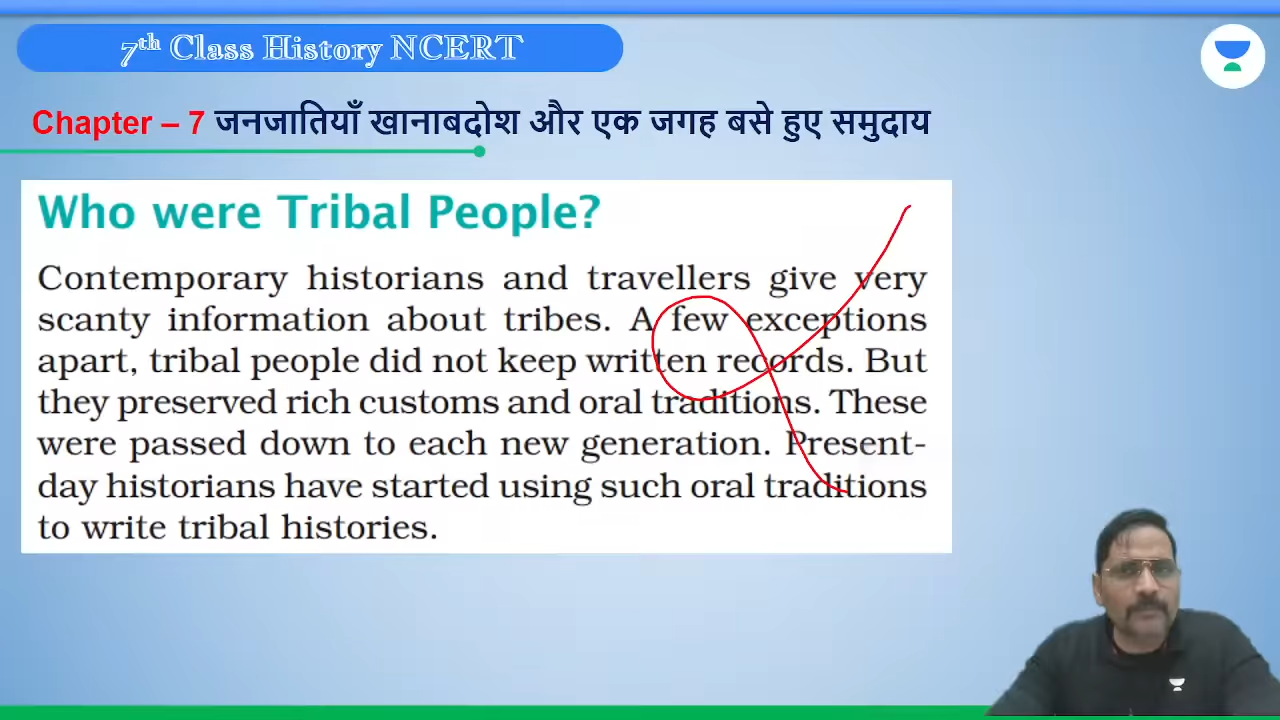 7th Class History NCERT
Chapter – 7 जनजातियाँ खानाबदोश और एक जगह बसे हुए समुदाय
Who were Tribal People?
Contemporary historians and travellers give very
scanty information about tribes. A few exceptions
apart, tribal people did not keep written records. But
they preserved rich customs and oral traditions. These
were passed down to each new generation. Present-
day historians have started using such oral traditions
to write tribal histories.